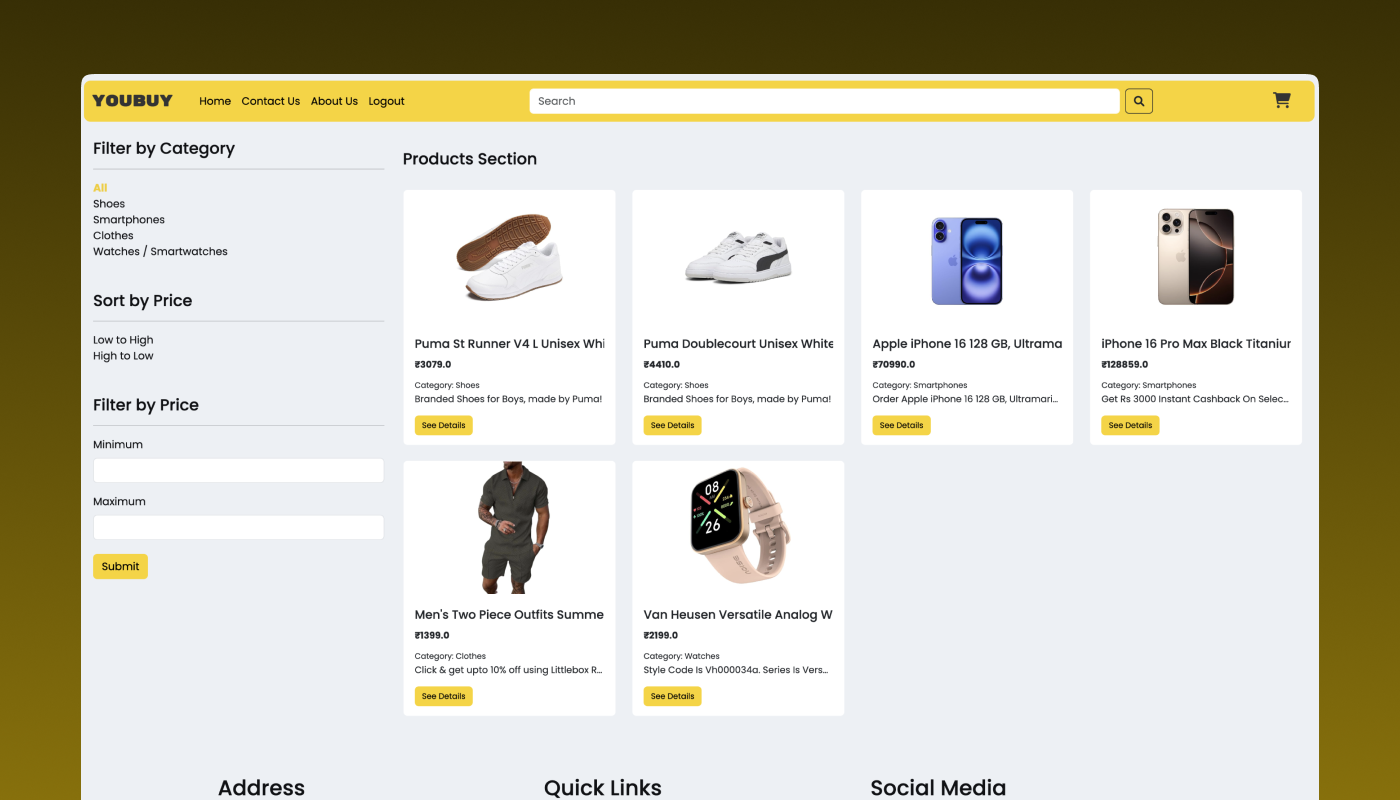 YOUBUY Home Contact Us About Us Logout Search
Filter by Category
All
Shoes
Smartphones
Clothes
Watches / Smartwatches
Sort by Price
Low to High
High to Low
Filter by Price
Minimum
Maximum
Submit
Products Section
Puma St Runner V4 L Unisex Whi
₹3079.0
Category: Shoes
Branded Shoes for Boys, made by Puma!
See Details
Puma Doublecourt Unisex White
₹4410.0
Category: Shoes
Branded Shoes for Boys, made by Puma!
See Details
Apple iPhone 16 128 GB, Ultrama
₹70990.0
Category: Smartphones
Order Apple iPhone 16 128 GB, Ultramari...
See Details
iPhone 16 Pro Max Black Titaniur
₹128859.0
Category: Smartphones
Get Rs 3000 Instant Cashback On Selec...
See Details
Men's Two Piece Outfits Summe
₹1399.0
Category: Clothes
Click & get upto 10% off using Littlebox R...
See Details
08
26
Van Heusen Versatile Analog W
₹2199.0
Category: Watches
Style Code Is Vh000034a. Series Is Vers...
See Details
Address
Quick Links
Social Media